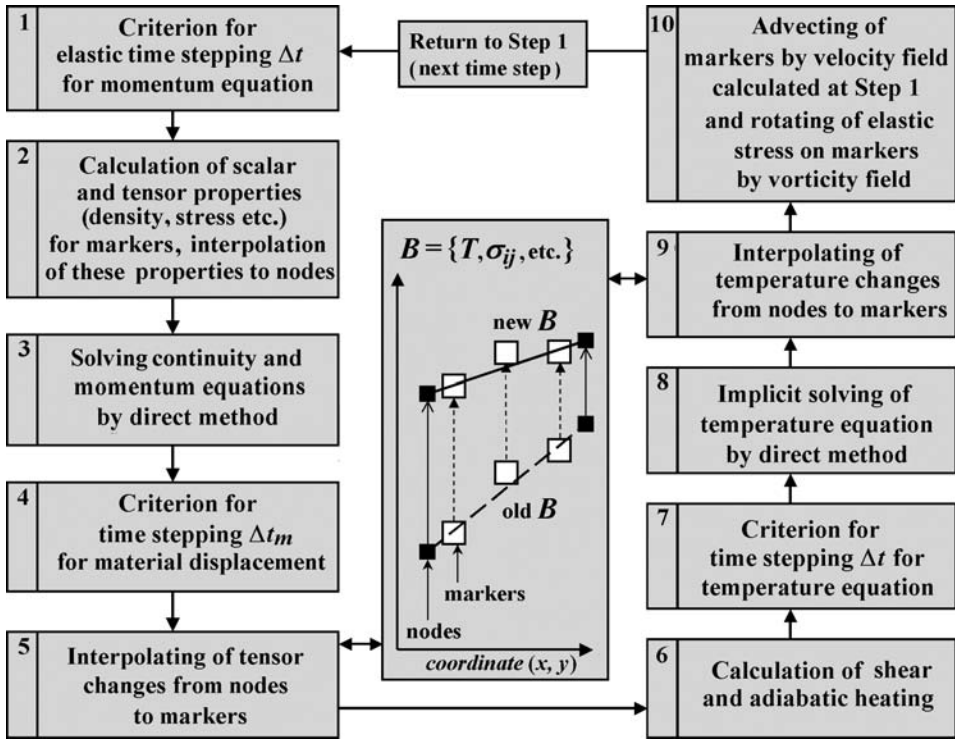 1
Criterion for
elastic time stepping Δt
for momentum equation
2
Calculation of scalar
and tensor properties
(density, stress etc.)
for markers, interpolation
of these properties to nodes
3
Solving continuity and
momentum equations
by direct method
4
Criterion for
time stepping Δtm
for material displacement
5
Interpolating of tensor
changes from nodes
to markers
Return to Step 1
(next time step)
B = {T, σij, etc.}
new B
old B
markers
nodes
coordinate (x, y)
10
Advecting of
markers by velocity field
calculated at Step 1
and rotating of elastic
stress on markers
by vorticity field
9
Interpolating of
temperature changes
from nodes to markers
8
Implicit solving of
temperature equation
by direct method
7
Criterion for
time stepping Δt for
temperature equation
6
Calculation of shear
and adiabatic heating